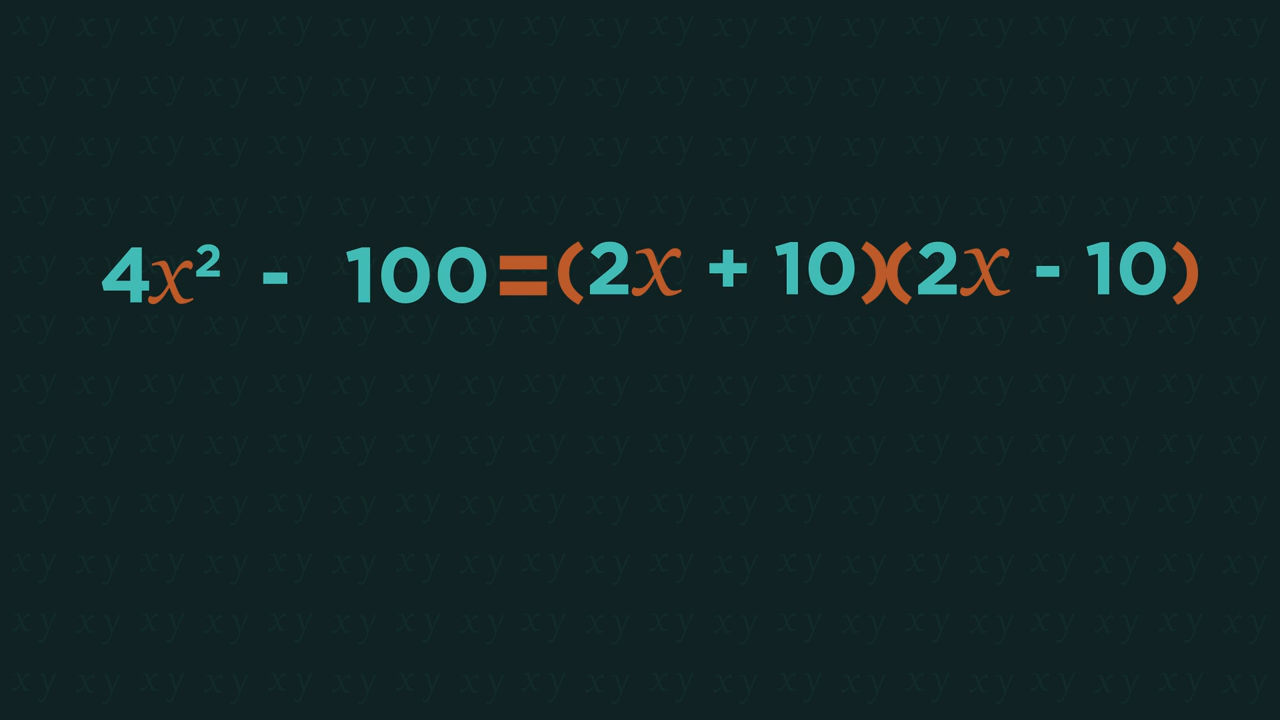 4x² - 100=(2x + 10)(2x - 10)